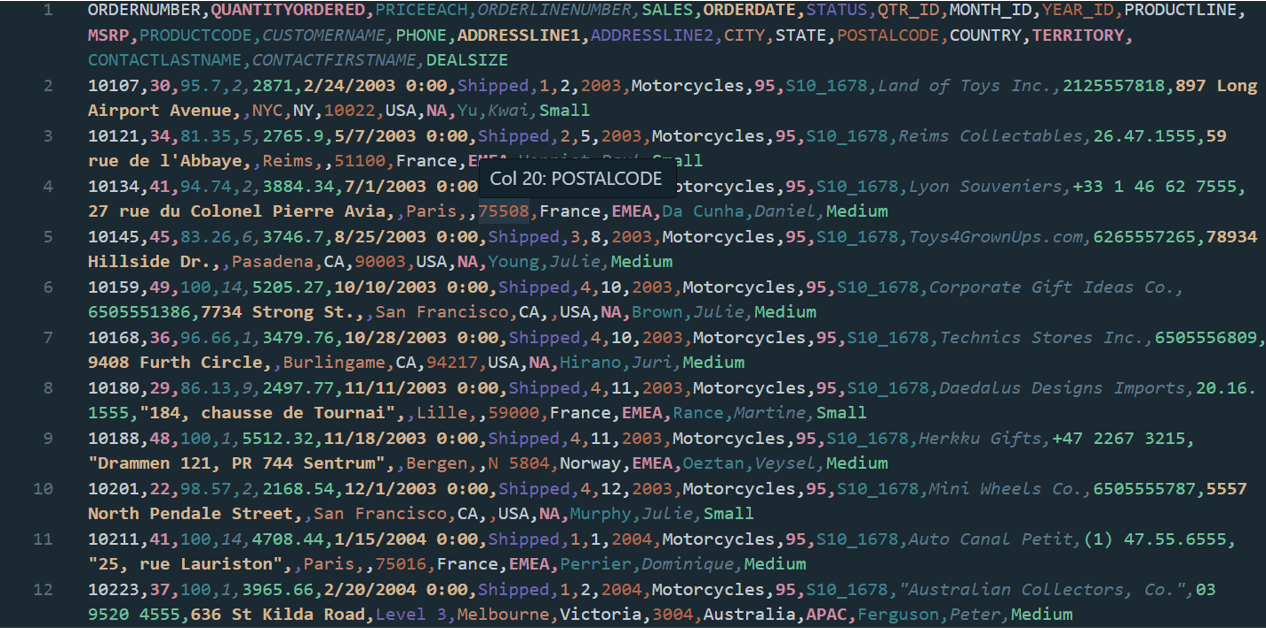 1 ORDERNUMBER,QUANTITYORDERED,PRICEEACH,ORDERLINENUMBER,SALES,ORDERDATE,STATUS,QTR_ID,MONTH_ID,YEAR_ID,PRODUCTLINE,
MSRP,PRODUCTCODE,CUSTOMERNAME,PHONE,ADDRESSLINE1,ADDRESSLINE2,CITY,STATE,POSTALCODE,COUNTRY,TERRITORY,
CONTACTLASTNAME,CONTACTFIRSTNAME,DEALSIZE
2 10107,30,95.7,2,2871,2/24/2003 0:00,Shipped,1,2,2003,Motorcycles,95,S10_1678,Land of Toys Inc.,2125557818,897 Long
Airport Avenue,,NYC,NY,10022,USA,NA,Yu,Kwai,Small
3 10121,34,81.35,5,2765.9,5/7/2003 0:00,Shipped,2,5,2003,Motorcycles,95,S10_1678,Reims Collectables,26.47.1555,59
rue de l'Abbaye,,Reims,,51100,France,EMEA,Henriot,Paul,Small
4 10134,41,94.74,2,3884.34,7/1/2003 0:00 otorcycles,95,S10_1678,Lyon Souveniers,+33 1 46 62 7555,
Col 20: POSTALCODE
27 rue du Colonel Pierre Avia,,Paris,,75508,France,EMEA,Da Cunha,Daniel,Medium
5 10145,45,83.26,6,3746.7,8/25/2003 0:00,Shipped,3,8,2003,Motorcycles,95,S10_1678,Toys4GrownUps.com,6265557265,78934
Hillside Dr.,,Pasadena,CA,90003,USA,NA,Young,Julie,Medium
6 10159,49,100,14,5205.27,10/10/2003 0:00,Shipped,4,10,2003,Motorcycles,95,S10_1678,Corporate Gift Ideas Co.,
6505551386,7734 Strong St.,,San Francisco,CA,,USA,NA,Brown,Julie,Medium
7 10168,36,96.66,1,3479.76,10/28/2003 0:00,Shipped,4,10,2003,Motorcycles,95,S10_1678,Technics Stores Inc.,6505556809,
9408 Furth Circle,,Burlingame,CA,94217,USA,NA,Hirano,Juri,Medium
8 10180,29,86.13,9,2497.77,11/11/2003 0:00,Shipped,4,11,2003,Motorcycles,95,S10_1678,Daedalus Designs Imports,20.16.
1555,"184, chausse de Tournai",,Lille,,59000,France,EMEA,Rance,Martine,Small
9 10188,48,100,1,5512.32,11/18/2003 0:00,Shipped,4,11,2003,Motorcycles,95,S10_1678,Herkku Gifts,+47 2267 3215,
"Drammen 121, PR 744 Sentrum",,Bergen,,N 5804,Norway,EMEA,Oeztan,Veysel,Medium
10 10201,22,98.57,2,2168.54,12/1/2003 0:00,Shipped,4,12,2003,Motorcycles,95,S10_1678,Mini Wheels Co.,6505555787,5557
North Pendale Street,,San Francisco,CA,,USA,NA,Murphy,Julie,Small
11 10211,41,100,14,4708.44,1/15/2004 0:00,Shipped,1,1,2004,Motorcycles,95,S10_1678,Auto Canal Petit,(1) 47.55.6555,
"25, rue Lauriston",,Paris,,75016,France,EMEA,Perrier,Dominique,Medium
12 10223,37,100,1,3965.66,2/20/2004 0:00,Shipped,1,2,2004,Motorcycles,95,S10_1678,"Australian Collectors, Co.",03
9520 4555,636 St Kilda Road,Level 3,Melbourne,Victoria,3004,Australia,APAC,Ferguson,Peter,Medium